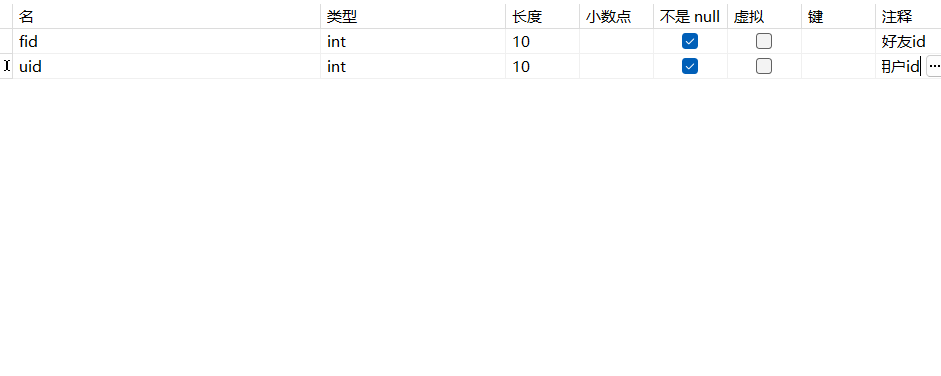 名 类型 长度 小数点 不是 null 虚拟 键 注释
fid int 10 好友id
uid int 10 用户id